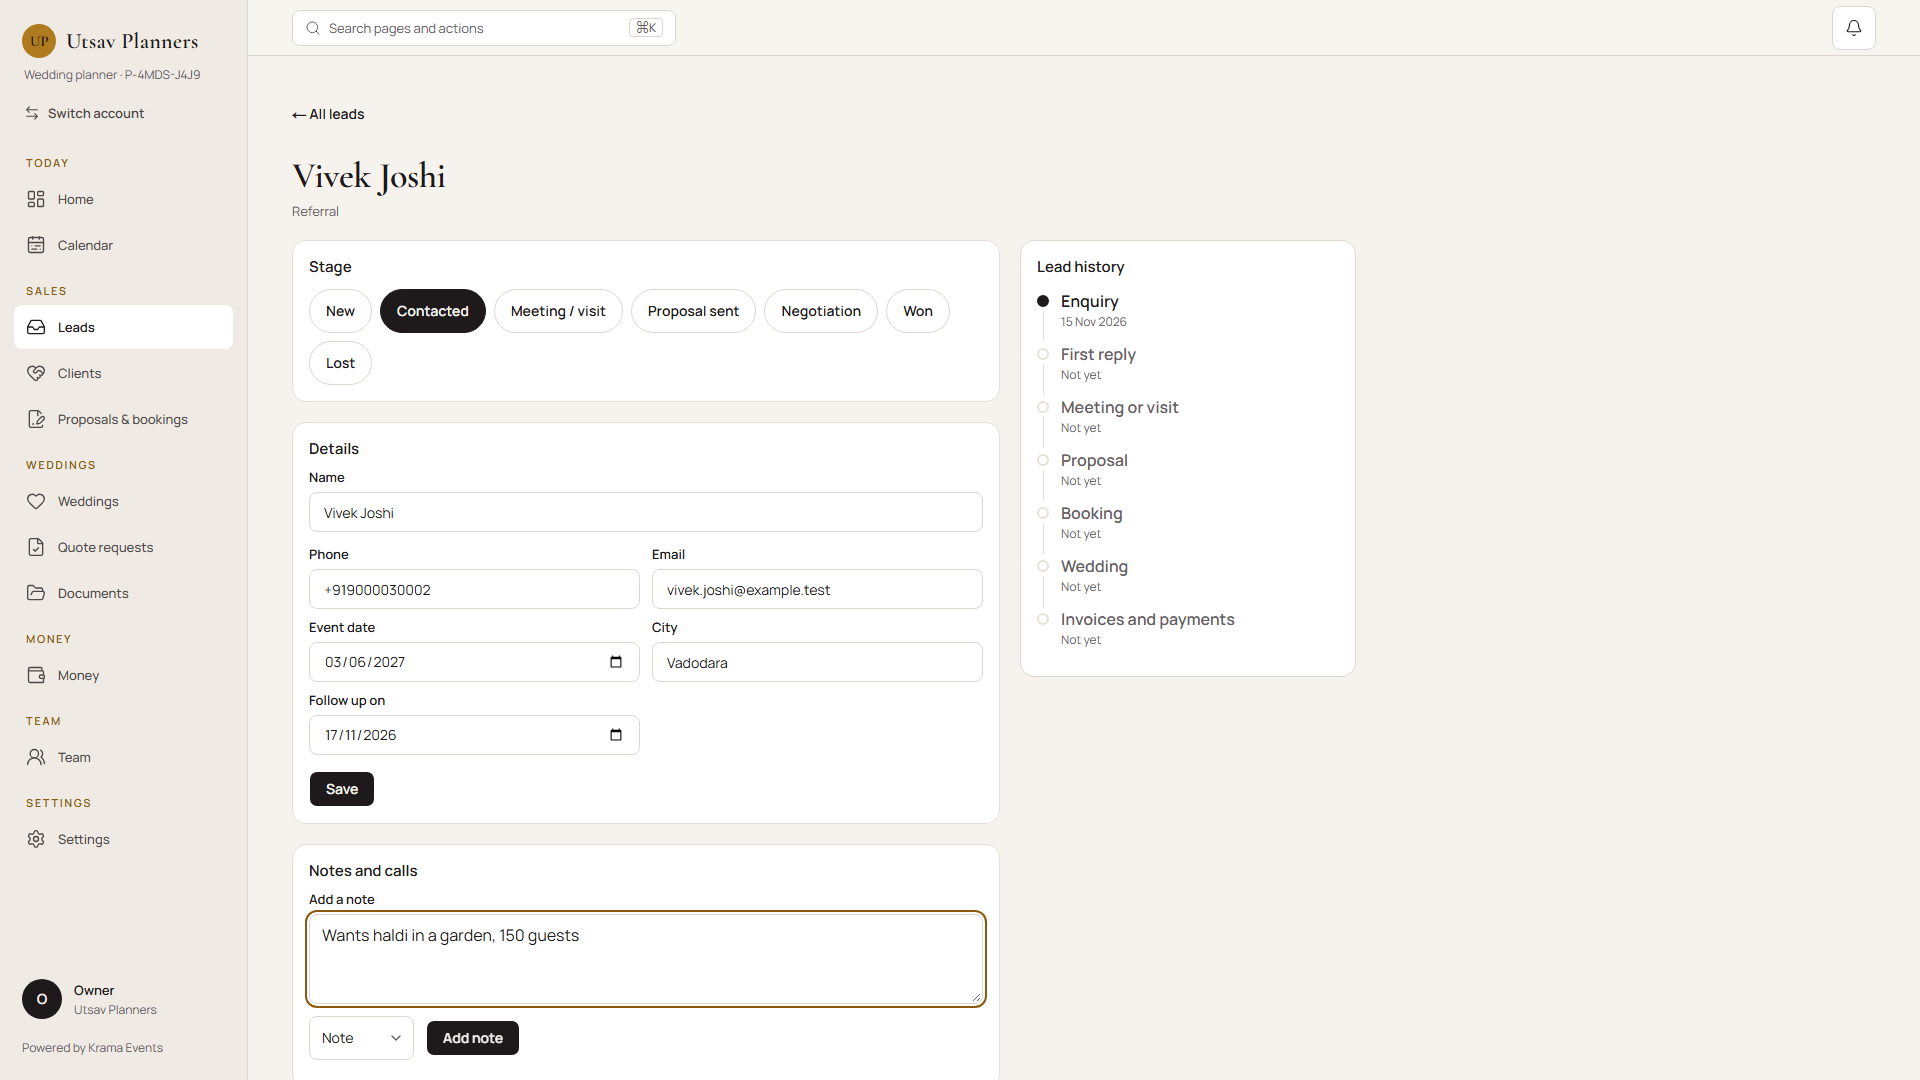 UP Utsav Planners
Wedding planner · P-4MDS-J4J9
Switch account
TODAY
Home
Calendar
SALES
Leads
Clients
Proposals & bookings
WEDDINGS
Weddings
Quote requests
Documents
MONEY
Money
TEAM
Team
SETTINGS
Settings
O Owner
Utsav Planners
Powered by Krama Events
Search pages and actions ⌘K
← All leads
Vivek Joshi
Referral
Stage
New Contacted Meeting / visit Proposal sent Negotiation Won
Lost
Details
Name
Vivek Joshi
Phone Email
+919000030002 vivek.joshi@example.test
Event date City
03/06/2027 Vadodara
Follow up on
17/11/2026
Save
Notes and calls
Add a note
Wants haldi in a garden, 150 guests
Note Add note
Lead history
Enquiry
15 Nov 2026
First reply
Not yet
Meeting or visit
Not yet
Proposal
Not yet
Booking
Not yet
Wedding
Not yet
Invoices and payments
Not yet